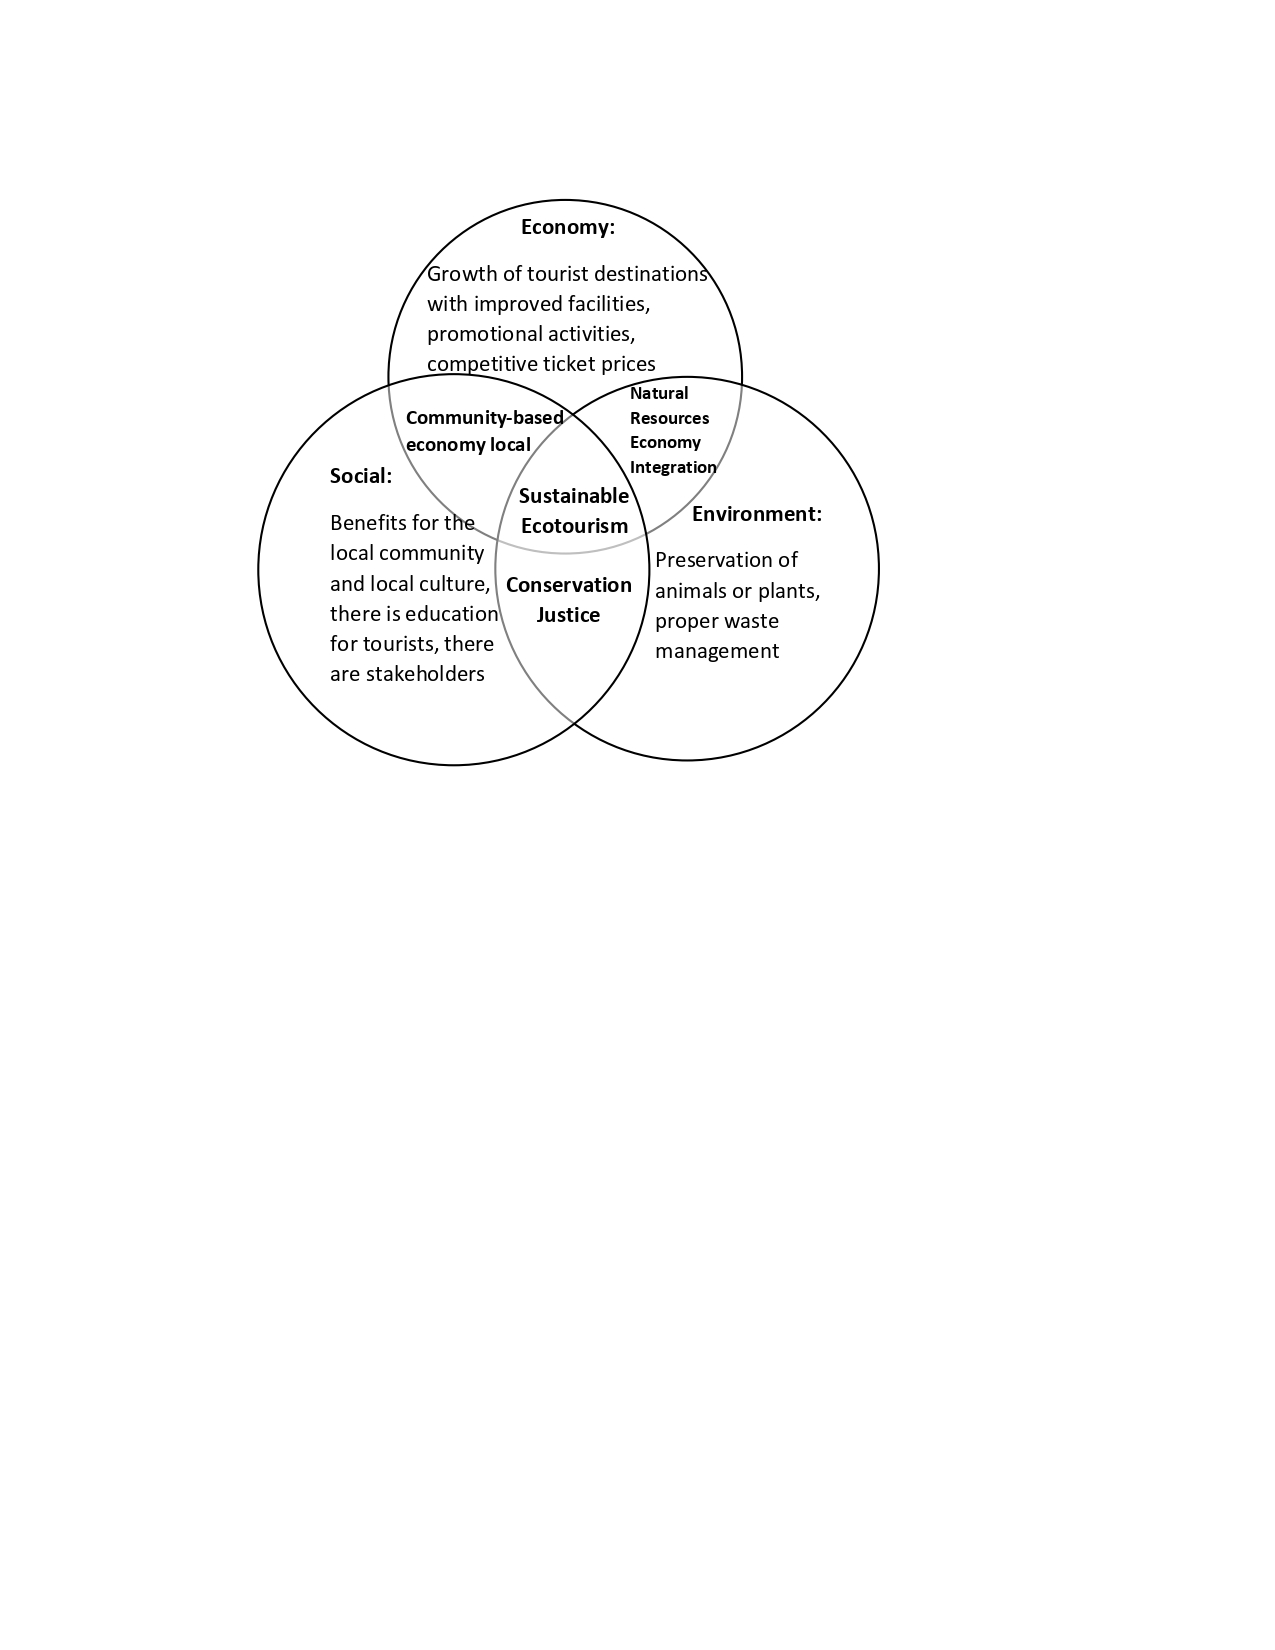 Economy:
Growth of tourist destinations
with improved facilities,
promotional activities,
competitive ticket prices
Community-based
economy local
Natural
Resources
Economy
Integration
Social:
Benefits for the
local community
and local culture,
there is education
for tourists, there
are stakeholders
Sustainable
Ecotourism
Conservation
Justice
Environment:
Preservation of
animals or plants,
proper waste
management